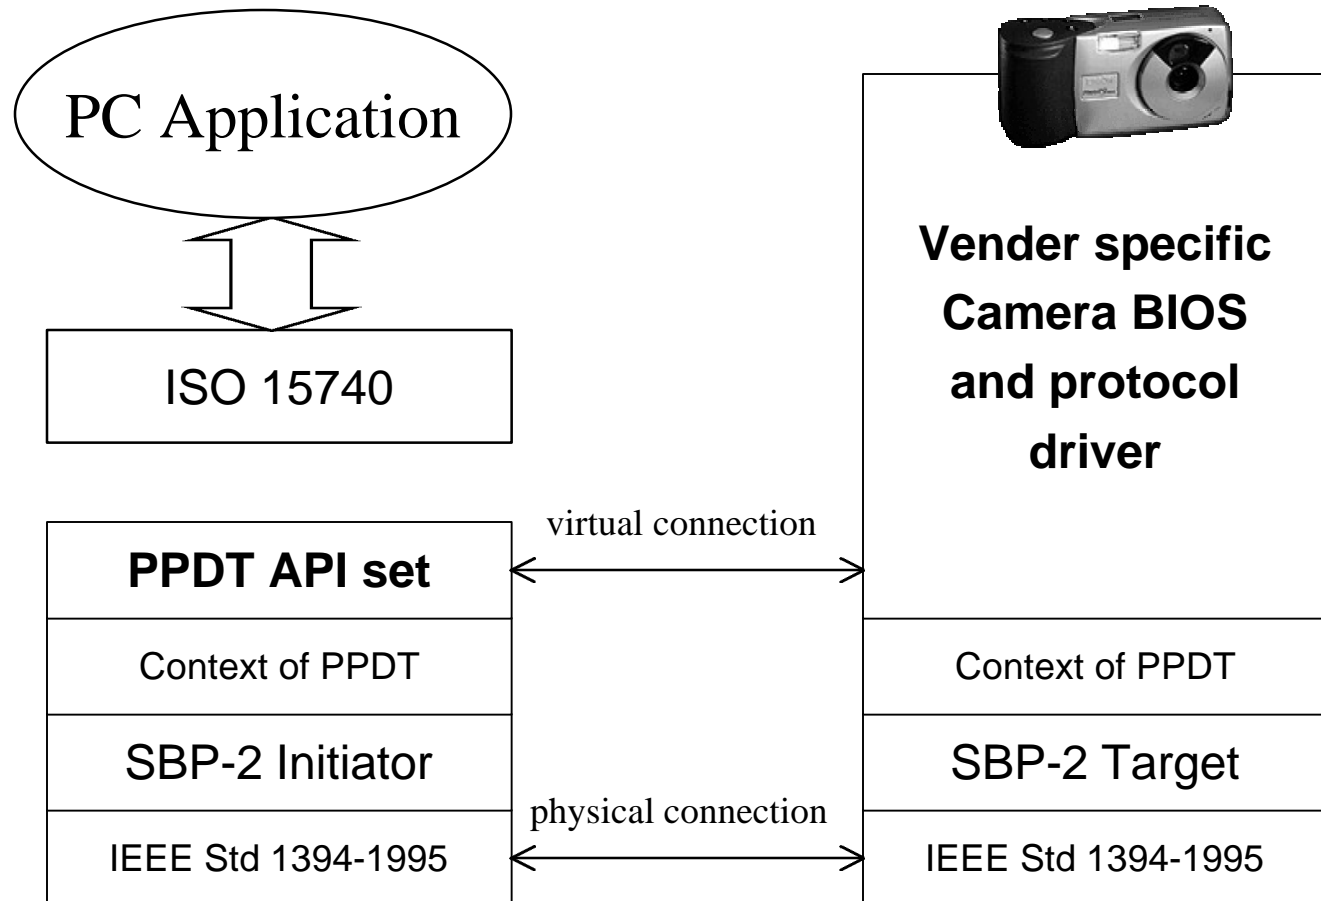 PC Application
ISO 15740
Vender specific
Camera BIOS
and protocol
driver
virtual connection
PPDT API set
Context of PPDT
Context of PPDT
SBP-2 Initiator
SBP-2 Target
physical connection
IEEE Std 1394-1995
IEEE Std 1394-1995